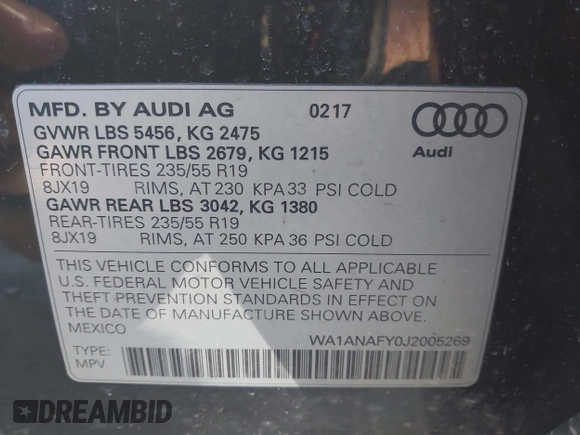 MFD. BY AUDI AG 0217
GVWR LBS 5456, KG 2475
GAWR FRONT LBS 2679, KG 1215
FRONT-TIRES 235/55 R19
8JX19 RIMS, AT 230 KPA 33 PSI COLD
GAWR REAR LBS 3042, KG 1380
REAR-TIRES 235/55 R19
8JX19 RIMS, AT 250 KPA 36 PSI COLD
Audi
THIS VEHICLE CONFORMS TO ALL APPLICABLE
U.S. FEDERAL MOTOR VEHICLE SAFETY AND
THEFT PREVENTION STANDARDS IN EFFECT ON
THE DATE OF MANUFACTURE SHOWN ABOVE.
MEXICO
WA1ANAFY0J2005269
TYPE:
MPV
DREAMBID